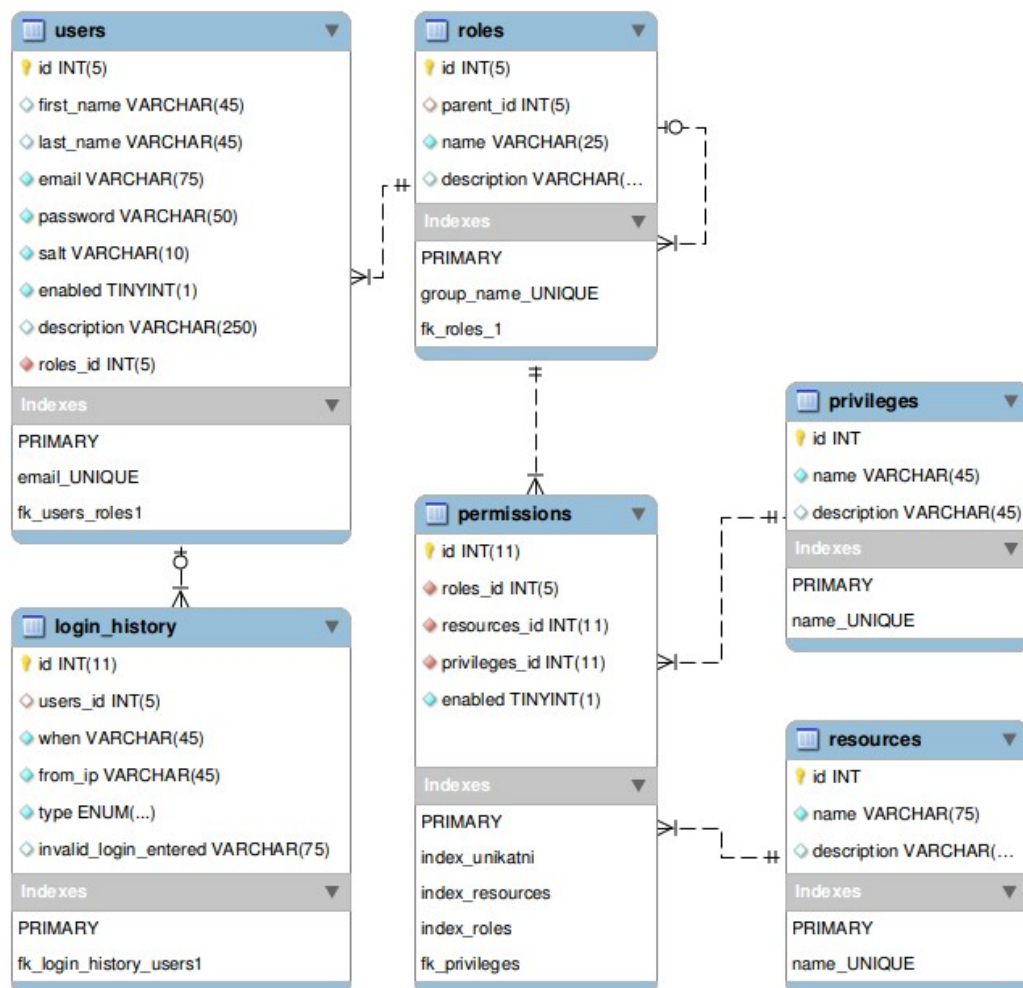 users
id INT(5)
first_name VARCHAR(45)
last_name VARCHAR(45)
email VARCHAR(75)
password VARCHAR(50)
salt VARCHAR(10)
enabled TINYINT(1)
description VARCHAR(250)
roles_id INT(5)
Indexes
PRIMARY
email_UNIQUE
fk_users_roles1
roles
id INT(5)
parent_id INT(5)
name VARCHAR(25)
description VARCHAR(...
Indexes
PRIMARY
group_name_UNIQUE
fk_roles_1
privileges
id INT
name VARCHAR(45)
description VARCHAR(45)
Indexes
PRIMARY
name_UNIQUE
permissions
id INT(11)
roles_id INT(5)
resources_id INT(11)
privileges_id INT(11)
enabled TINYINT(1)
Indexes
PRIMARY
index_unikatni
index_resources
index_roles
fk_privileges
login_history
id INT(11)
users_id INT(5)
when VARCHAR(45)
from_ip VARCHAR(45)
type ENUM(...)
invalid_login_entered VARCHAR(75)
Indexes
PRIMARY
fk_login_history_users1
resources
id INT
name VARCHAR(75)
description VARCHAR(...
Indexes
PRIMARY
name_UNIQUE